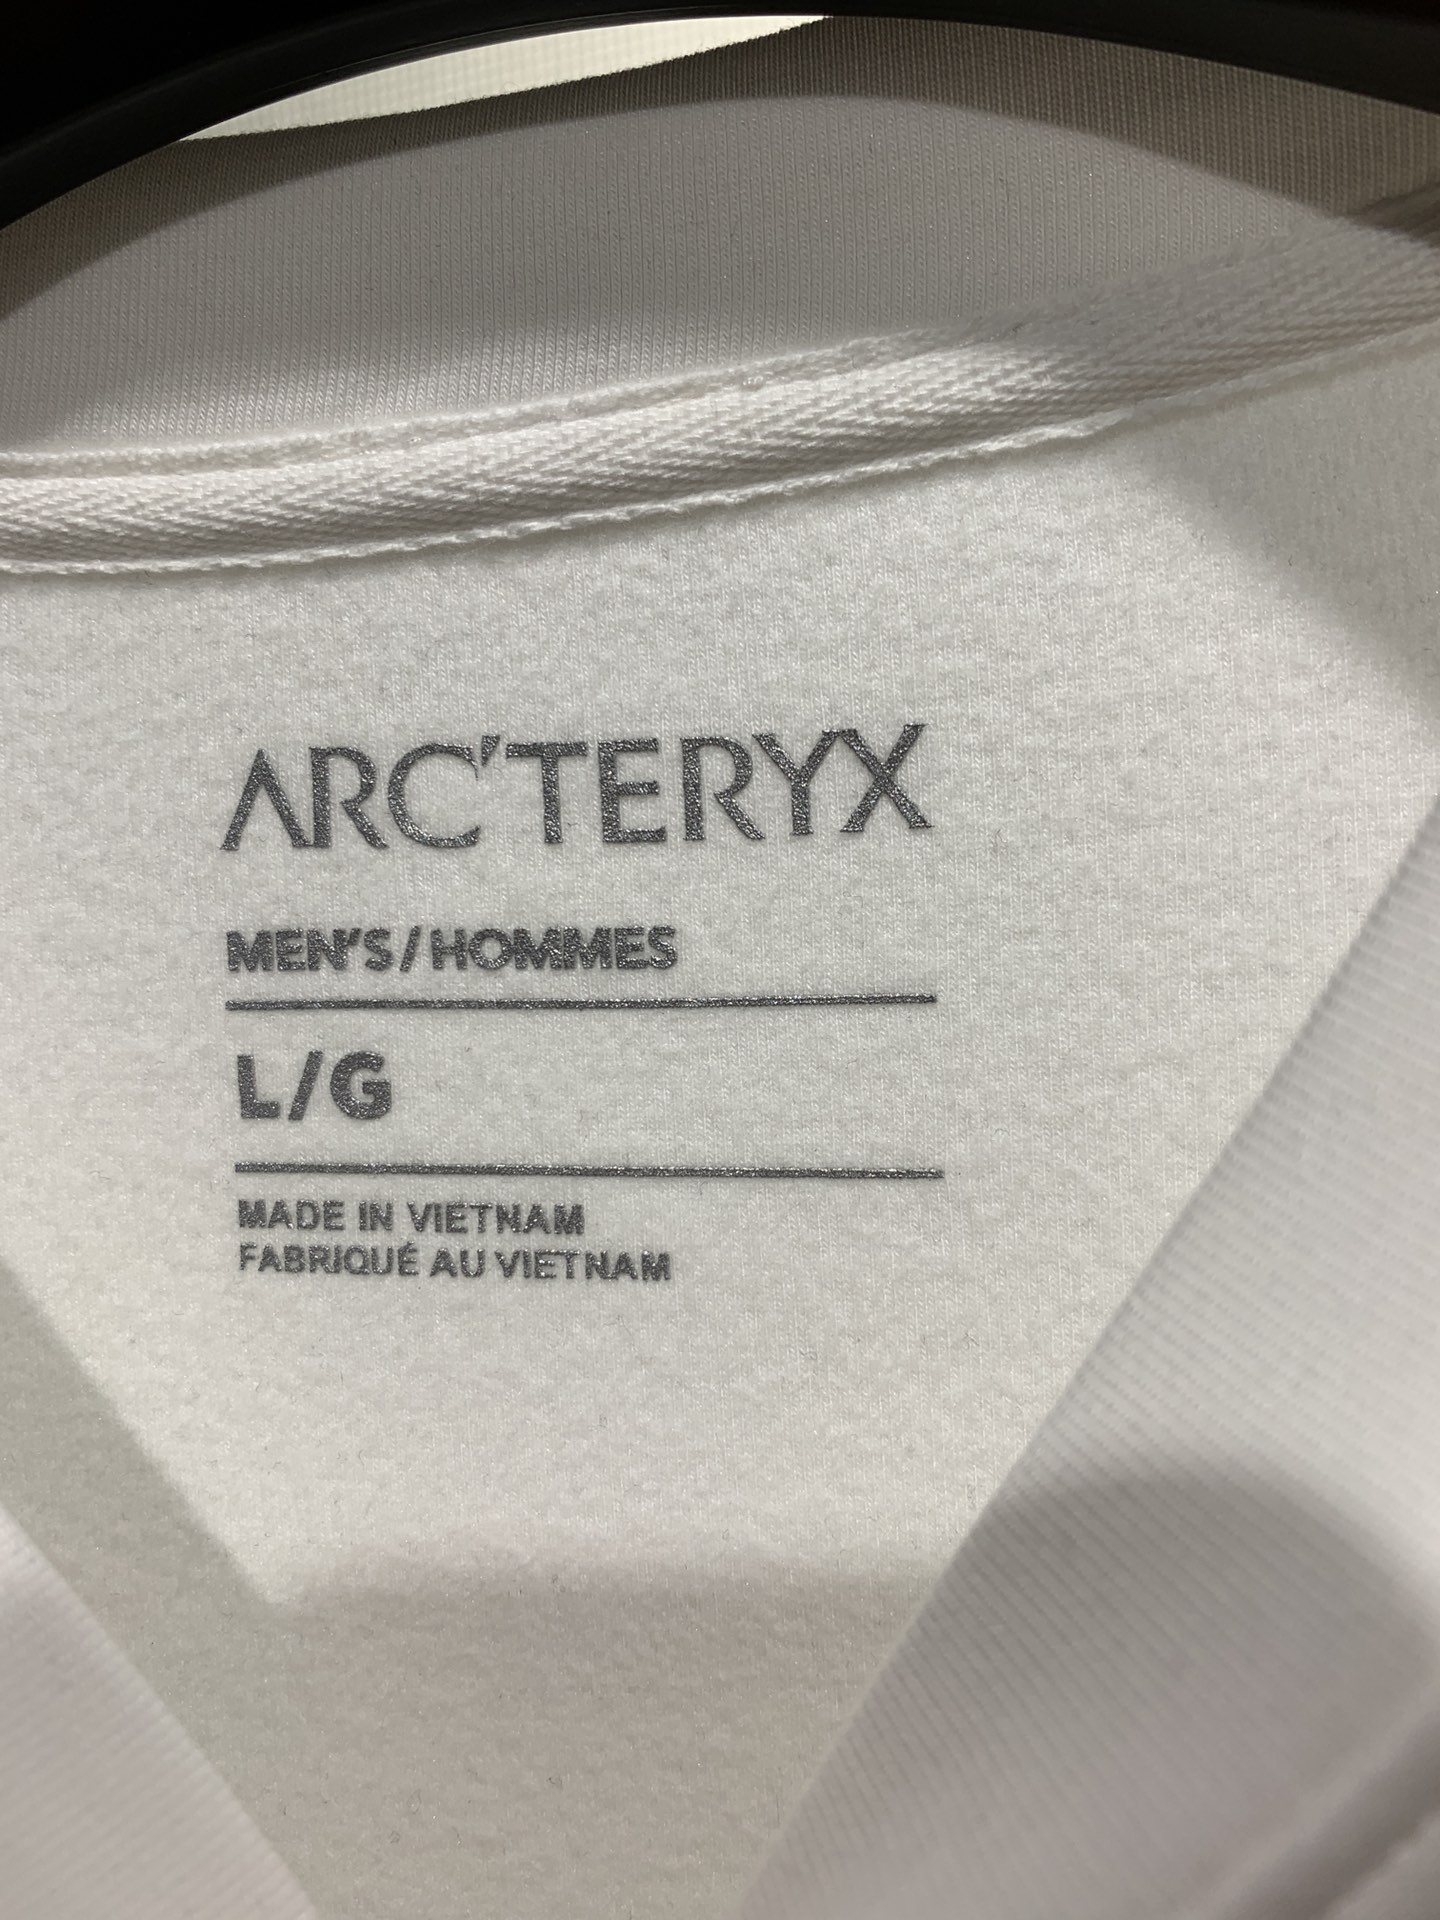 ARC'TERYX
MEN'S/HOMMES
L/G
MADE IN VIETNAM
FABRIQUÉ AU VIETNAM